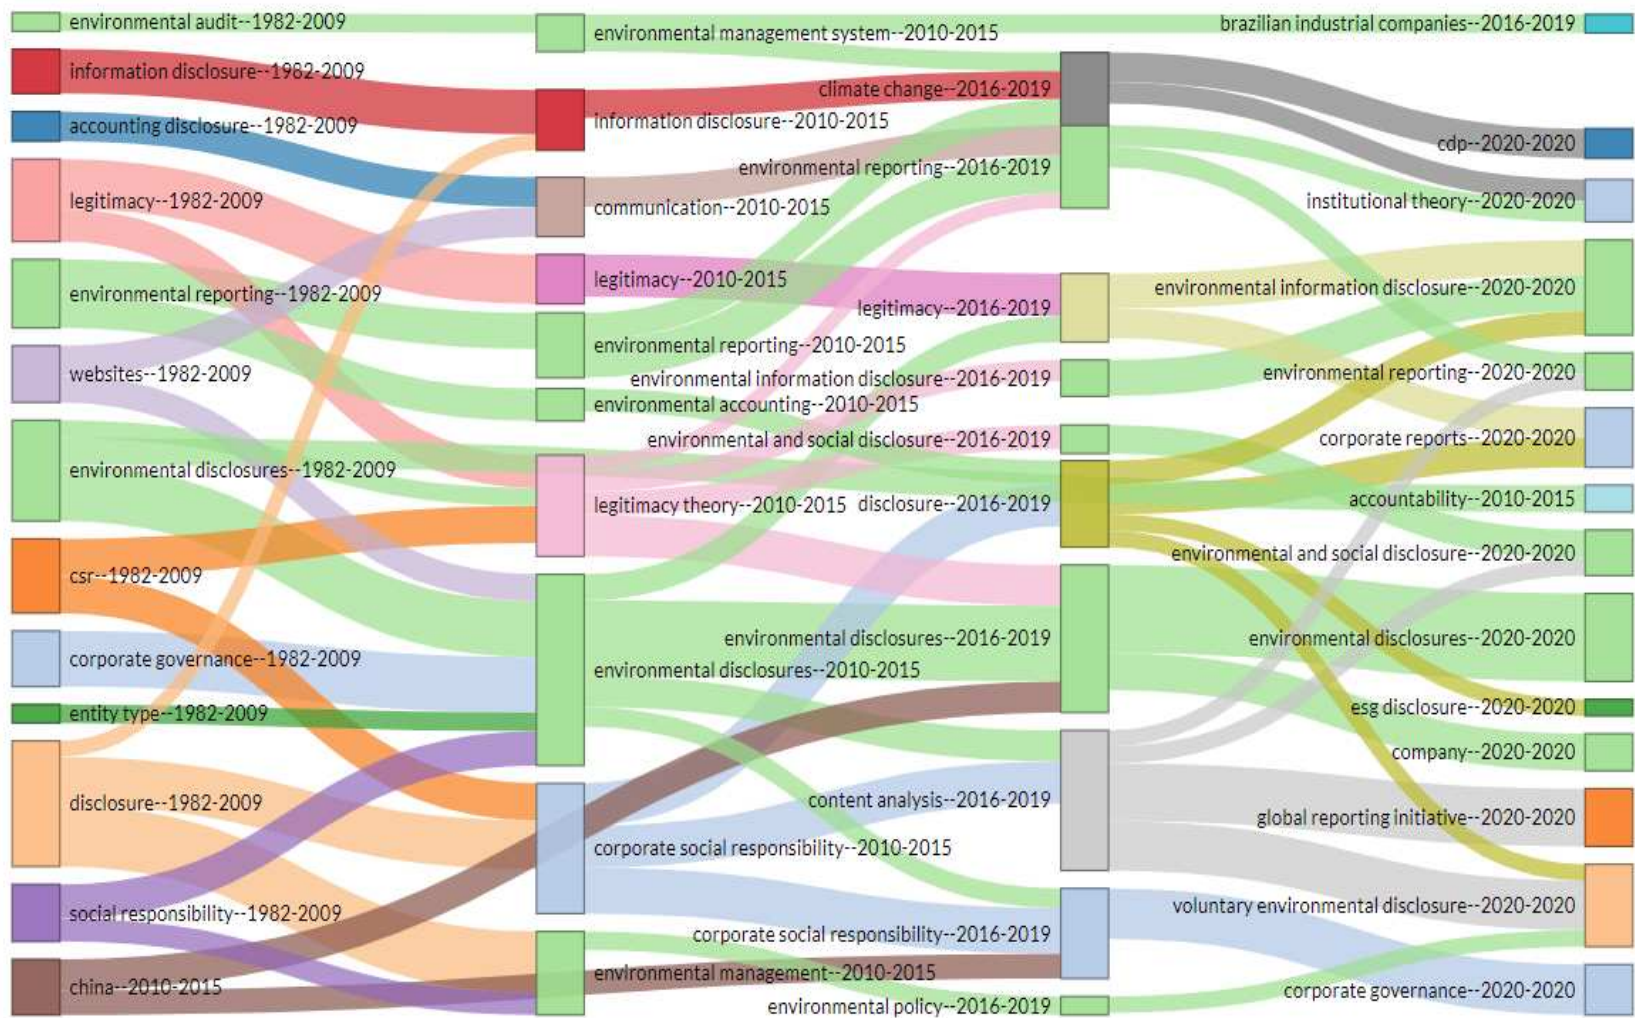 environmental audit--1982-2009
information disclosure--1982-2009
accounting disclosure--1982-2009
legitimacy--1982-2009
environmental reporting--1982-2009
websites--1982-2009
environmental disclosures--1982-2009
csr--1982-2009
corporate governance--1982-2009
entity type--1982-2009
disclosure--1982-2009
social responsibility--1982-2009
china--2010-2015
environmental management system--2010-2015
information disclosure--2010-2015
communication--2010-2015
legitimacy--2010-2015
environmental reporting--2010-2015
environmental accounting--2010-2015
legitimacy theory--2010-2015
environmental disclosures--2010-2015
corporate social responsibility--2010-2015
environmental management--2010-2015
climate change--2016-2019
environmental reporting--2016-2019
legitimacy--2016-2019
environmental information disclosure--2016-2019
environmental and social disclosure--2016-2019
disclosure--2016-2019
environmental disclosures--2016-2019
content analysis--2016-2019
corporate social responsibility--2016-2019
environmental policy--2016-2019
brazilian industrial companies--2016-2019
cdp--2020-2020
institutional theory--2020-2020
environmental information disclosure--2020-2020
environmental reporting--2020-2020
corporate reports--2020-2020
accountability--2010-2015
environmental and social disclosure--2020-2020
environmental disclosures--2020-2020
esg disclosure--2020-2020
company--2020-2020
global reporting initiative--2020-2020
voluntary environmental disclosure--2020-2020
corporate governance--2020-2020